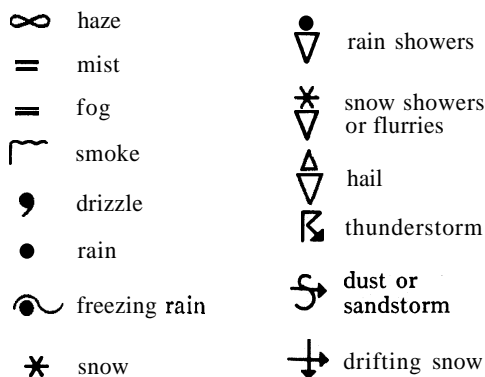 haze
mist
fog
smoke
drizzle
rain
freezing rain
snow
rain showers
snow showers
or flurries
hail
thunderstorm
dust or
sandstorm
drifting snow